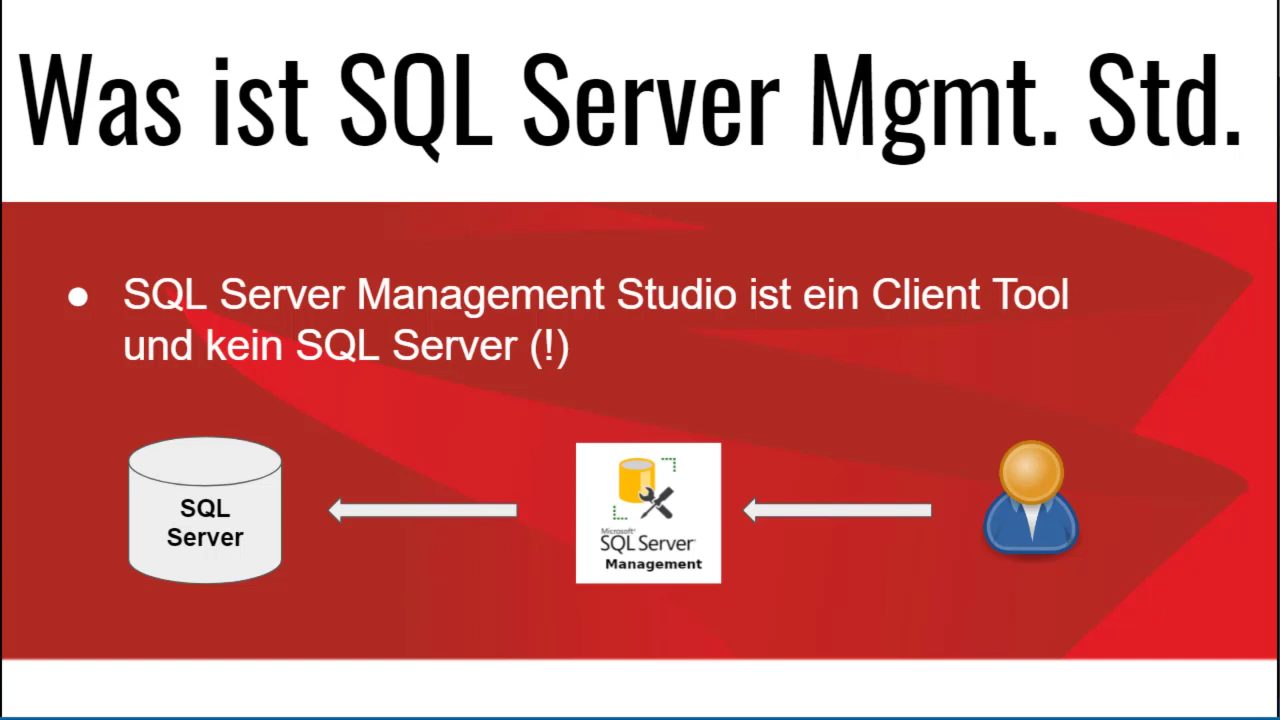 Was ist SQL Server Mgmt. Std.
● SQL Server Management Studio ist ein Client Tool
und kein SQL Server (!)
SQL
Server
Microsoft®
SQL Server
Management